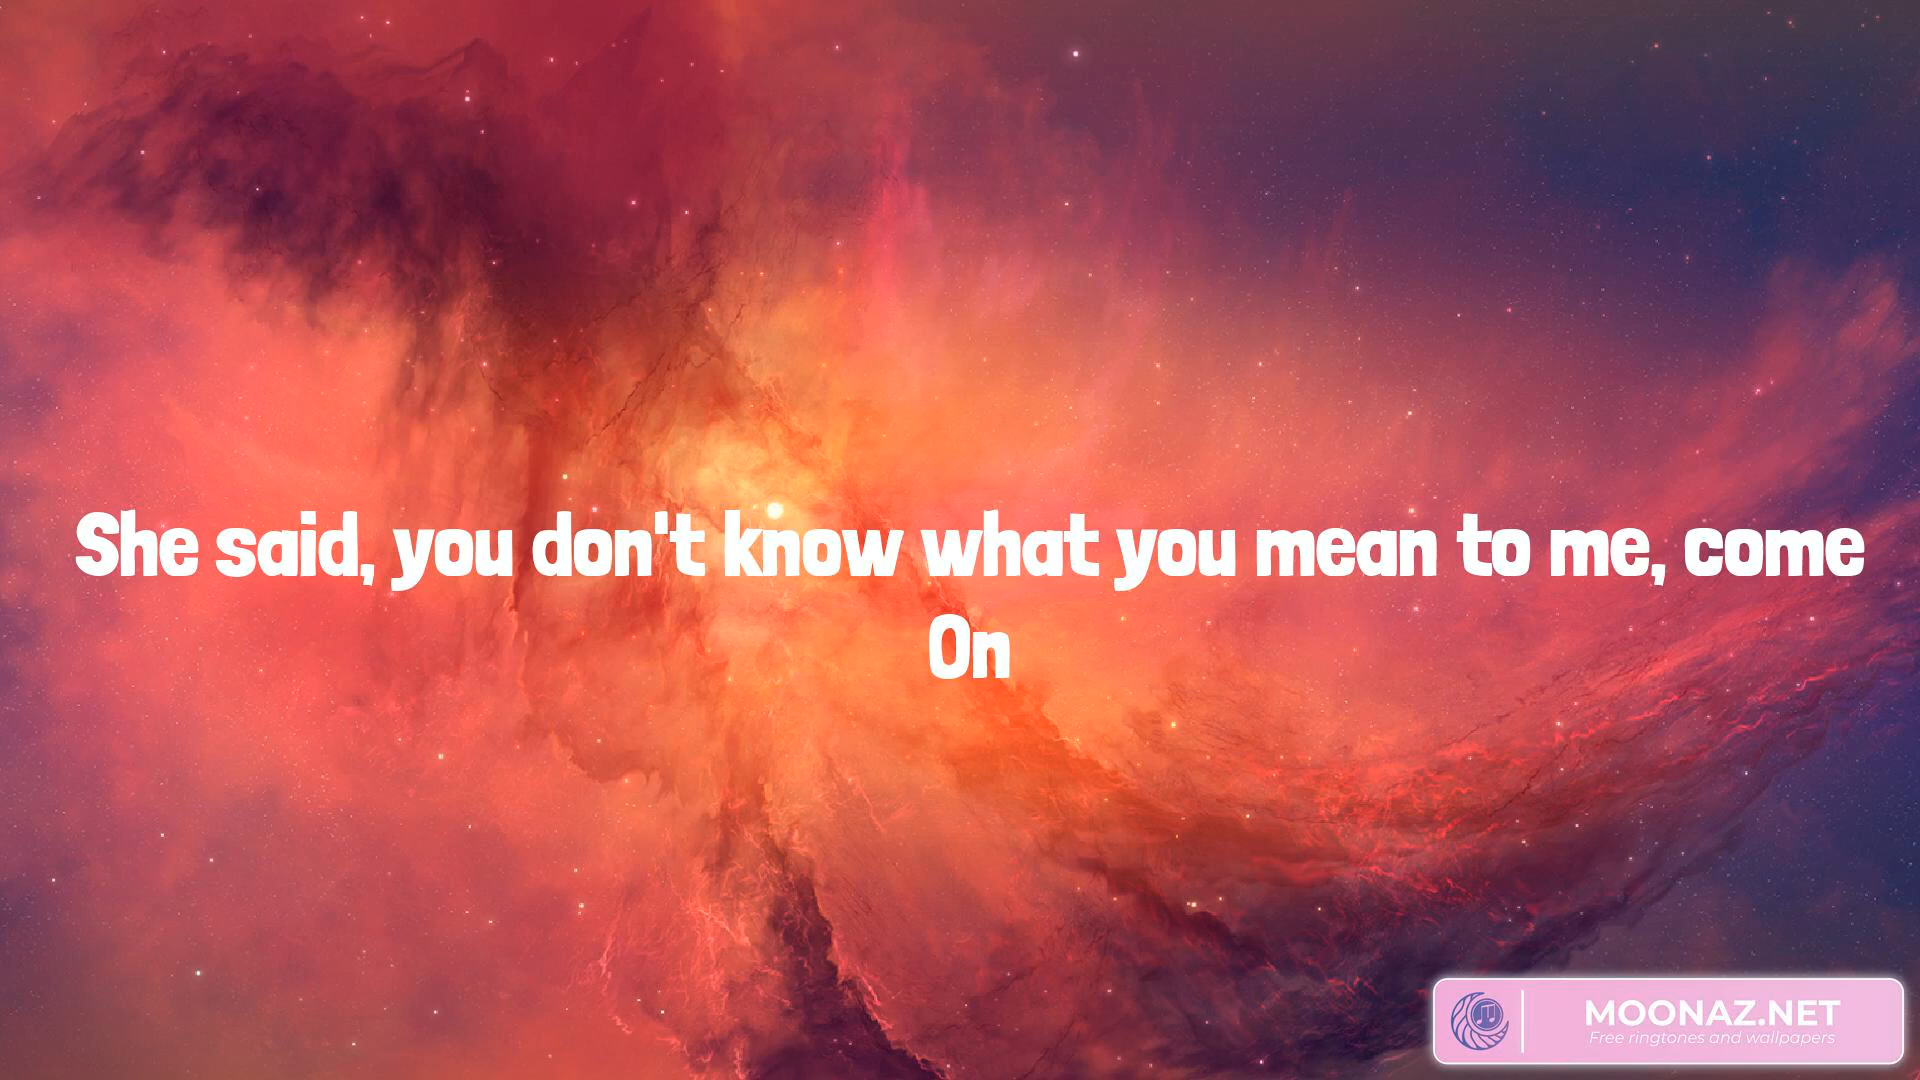 She said, you don't know what you mean to me, come
On
MOONAZ.NET
Free ringtones and wallpapers